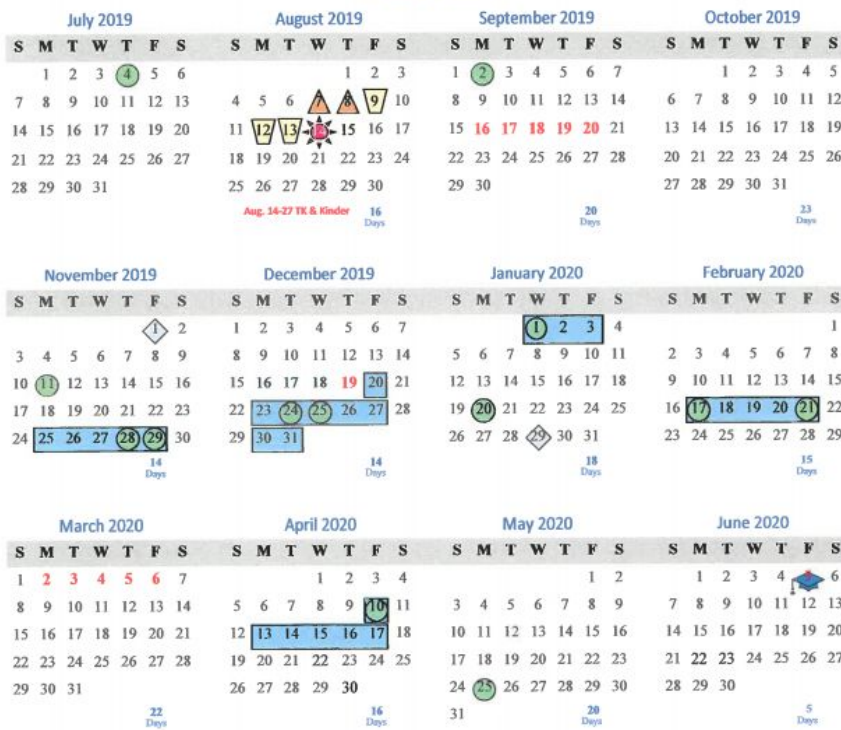 July 2019
S M T W T F S
1 2 3 4 5 6
7 8 9 10 11 12 13
14 15 16 17 18 19 20
21 22 23 24 25 26 27
28 29 30 31
August 2019
S M T W T F S
1 2 3
4 5 6 7 8 9 10
11 12 13 14 15 16 17
18 19 20 21 22 23 24
25 26 27 28 29 30
Aug. 14-27 TK & Kinder 16
Days
September 2019
S M T W T F S
1 2 3 4 5 6 7
8 9 10 11 12 13 14
15 16 17 18 19 20 21
22 23 24 25 26 27 28
29 30
20
Days
October 2019
S M T W T F S
1 2 3 4 5
6 7 8 9 10 11 12
13 14 15 16 17 18 19
20 21 22 23 24 25 26
27 28 29 30 31
23
Days
November 2019
S M T W T F S
1 2
3 4 5 6 7 8 9
10 11 12 13 14 15 16
17 18 19 20 21 22 23
24 25 26 27 28 29 30
14
Days
December 2019
S M T W T F S
1 2 3 4 5 6 7
8 9 10 11 12 13 14
15 16 17 18 19 20 21
22 23 24 25 26 27 28
29 30 31
14
Days
January 2020
S M T W T F S
1 2 3 4
5 6 7 8 9 10 11
12 13 14 15 16 17 18
19 20 21 22 23 24 25
26 27 28 29 30 31
18
Days
February 2020
S M T W T F S
1
2 3 4 5 6 7 8
9 10 11 12 13 14 15
16 17 18 19 20 21 22
23 24 25 26 27 28 29
15
Days
March 2020
S M T W T F S
1 2 3 4 5 6 7
8 9 10 11 12 13 14
15 16 17 18 19 20 21
22 23 24 25 26 27 28
29 30 31
22
Days
April 2020
S M T W T F S
1 2 3 4
5 6 7 8 9 10 11
12 13 14 15 16 17 18
19 20 21 22 23 24 25
26 27 28 29 30
16
Days
May 2020
S M T W T F S
1 2
3 4 5 6 7 8 9
10 11 12 13 14 15 16
17 18 19 20 21 22 23
24 25 26 27 28 29 30
31
20
Days
June 2020
S M T W T F S
1 2 3 4 5 6
7 8 9 10 11 12 13
14 15 16 17 18 19 20
21 22 23 24 25 26 27
28 29 30
5
Days